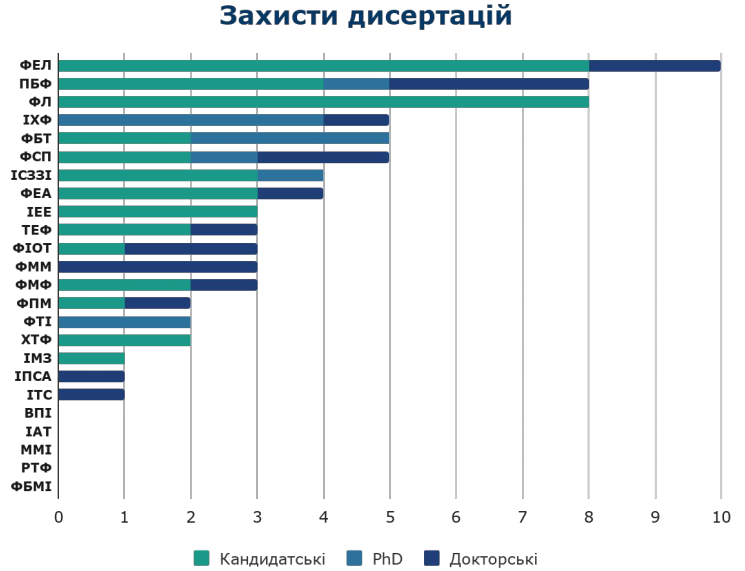 Захисти дисертацій
ФЕЛ
ПБФ
ФЛ
ІХФ
ФБТ
ФСП
ІСЗЗІ
ФЕА
ІЕЕ
ТЕФ
ФІОТ
ФММ
ФМФ
ФПМ
ФТІ
ХТФ
ІМЗ
ІПСА
ІТС
ВПІ
ІАТ
ММІ
РТФ
ФБМІ
0 1 2 3 4 5 6 7 8 9 10
Кандидатські PhD Докторські